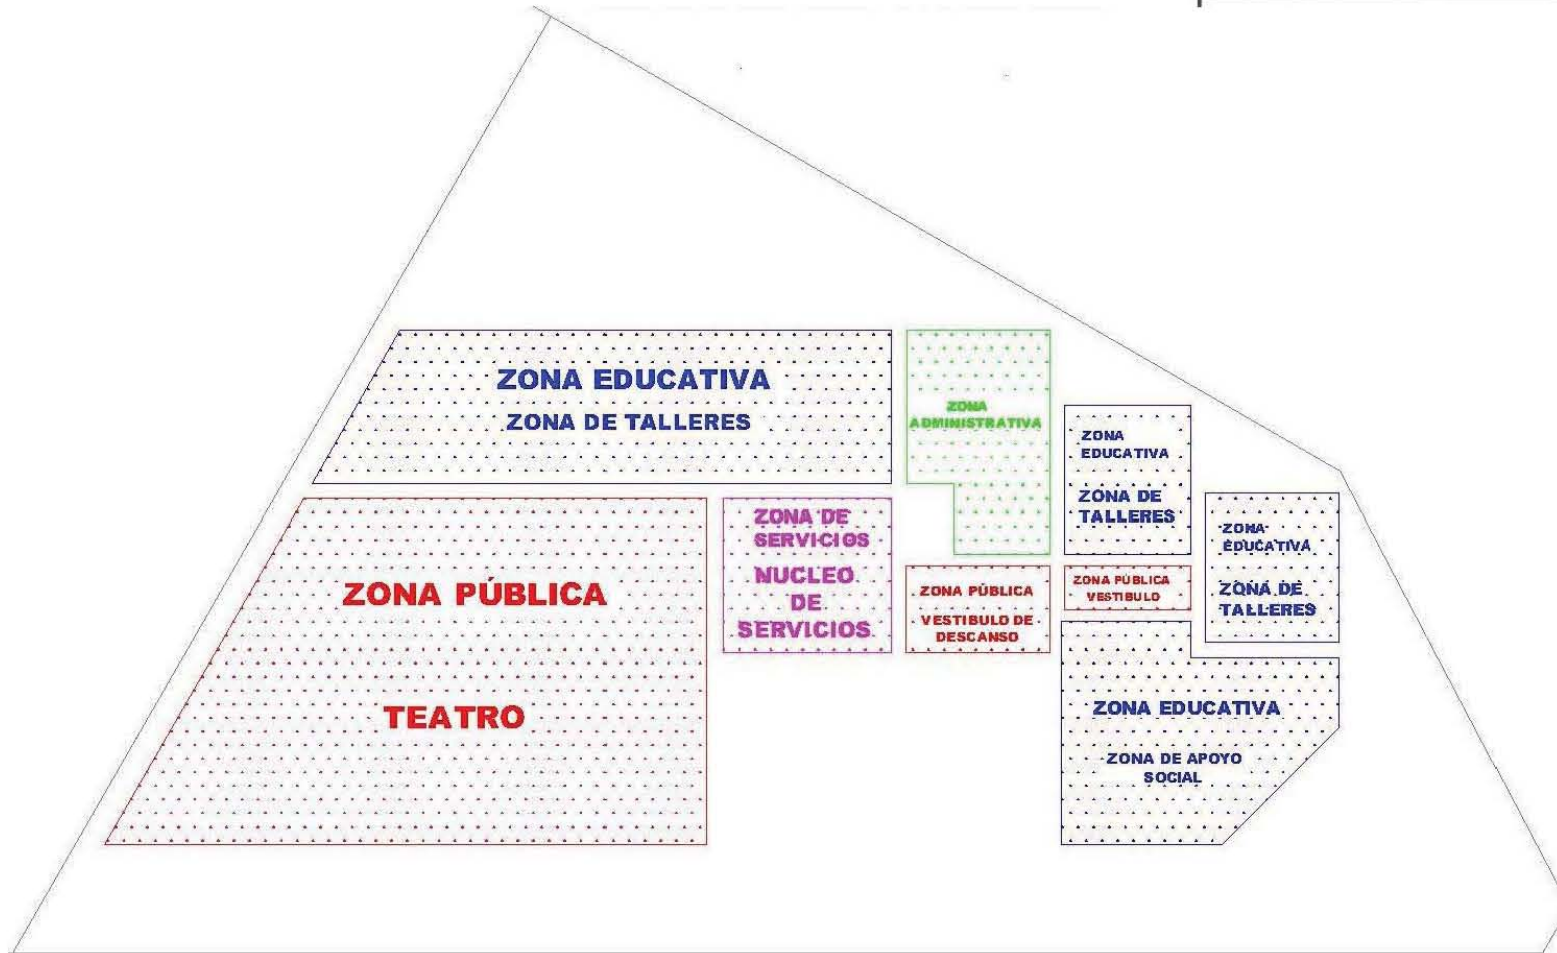 ZONA EDUCATIVA
ZONA DE TALLERES
ZONA
ADMINISTRATIVA
ZONA
EDUCATIVA
ZONA DE
TALLERES
ZONA
EDUCATIVA
ZONA DE
TALLERES
ZONA PÚBLICA
TEATRO
ZONA DE
SERVICIOS
NUCLEO
DE
SERVICIOS
ZONA PÚBLICA
VESTIBULO DE
DESCANSO
ZONA PÚBLICA
VESTIBULO
ZONA EDUCATIVA
ZONA DE APOYO
SOCIAL